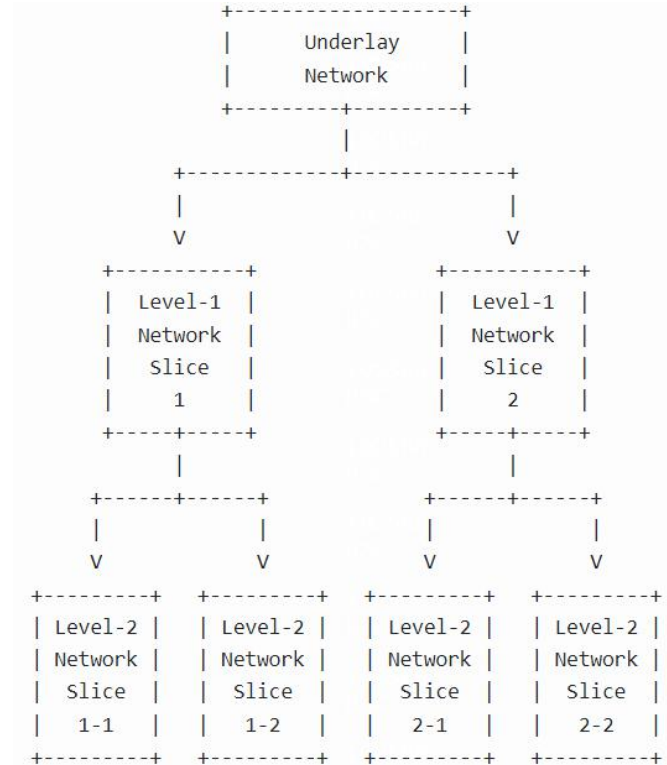 +-------------------+
|      Underlay     |
|      Network      |
+---------+---------+
|
+-------------+-------------+
|                           |
V                           V
+-----------+               +-----------+
|  Level-1  |               |  Level-1  |
|  Network  |               |  Network  |
|   Slice   |               |   Slice   |
|     1     |               |     2     |
+-----+-----+               +-----+-----+
|                           |
+------+------+             +------+------+
|             |             |             |
V             V             V             V
+---------+   +---------+   +---------+   +---------+
| Level-2 |   | Level-2 |   | Level-2 |   | Level-2 |
| Network |   | Network |   | Network |   | Network |
|  Slice  |   |  Slice  |   |  Slice  |   |  Slice  |
|   1-1   |   |   1-2   |   |   2-1   |   |   2-2   |
+---------+   +---------+   +---------+   +---------+